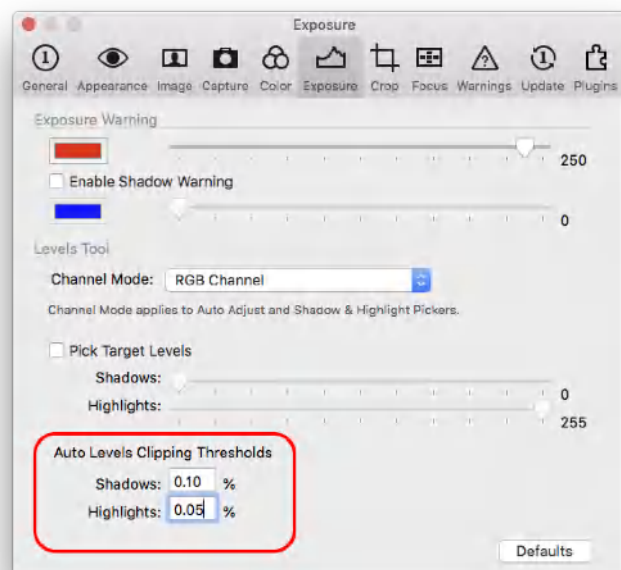 Exposure
1
1
General Appearance Image Capture Color Exposure Crop Focus Warnings Update Plugins
Exposure Warning
250
Enable Shadow Warning
0
Levels Tool
Channel Mode: RGB Channel
Channel Mode applies to Auto Adjust and Shadow & Highlight Pickers.
Pick Target Levels
Shadows: 0
Highlights: 255
Auto Levels Clipping Thresholds
Shadows: 0.10 %
Highlights: 0.05 %
Defaults